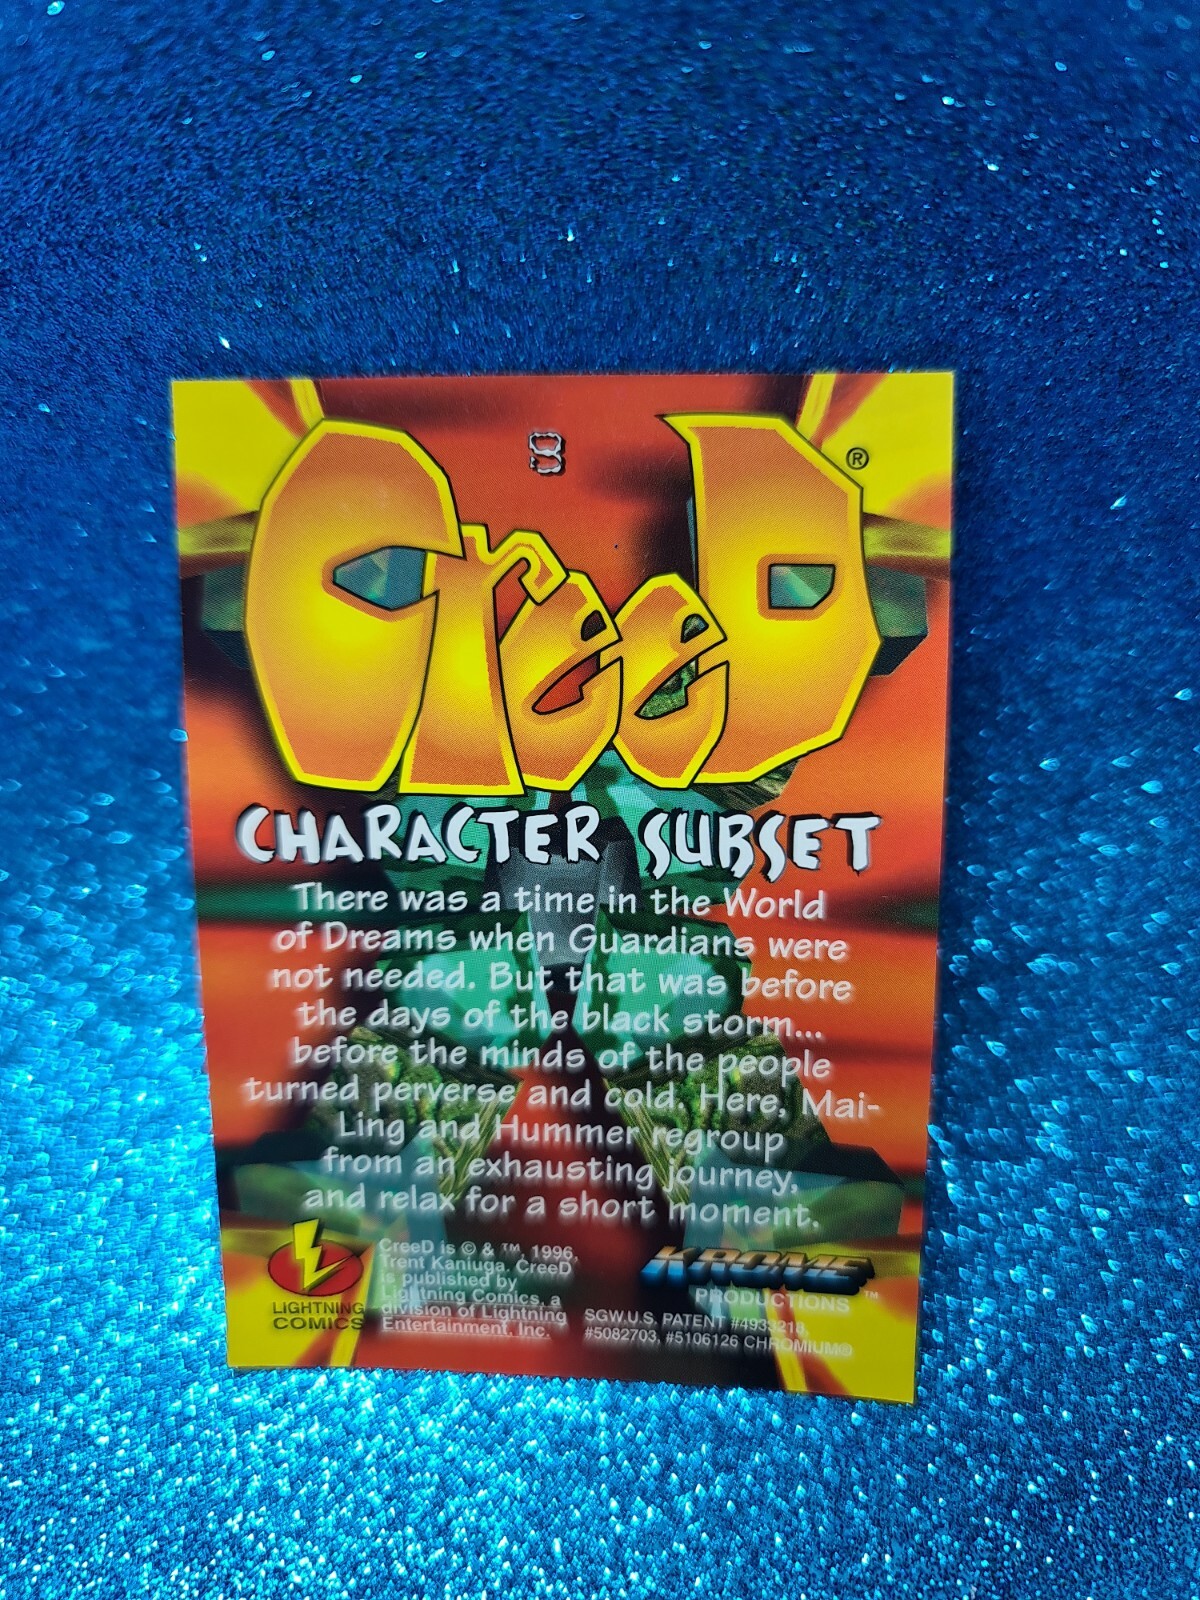 8
CreeD®
CHARACTER SUBSET
There was a time in the World
of Dreams when Guardians were
not needed. But that was before
the days of the black storm...
before the minds of the people
turned perverse and cold. Here, Mai-
Ling and Hummer regroup
from an exhausting journey,
and relax for a short moment.
LIGHTNING
COMICS
CreeD is © & ™, 1996,
Trent Kaniuga. CreeD
is published by
Lightning Comics, a
division of Lightning
Entertainment, Inc.
KROME
PRODUCTIONS™
SGW.U.S. PATENT #4933218,
#5082703, #5106126 CHROMIUM®